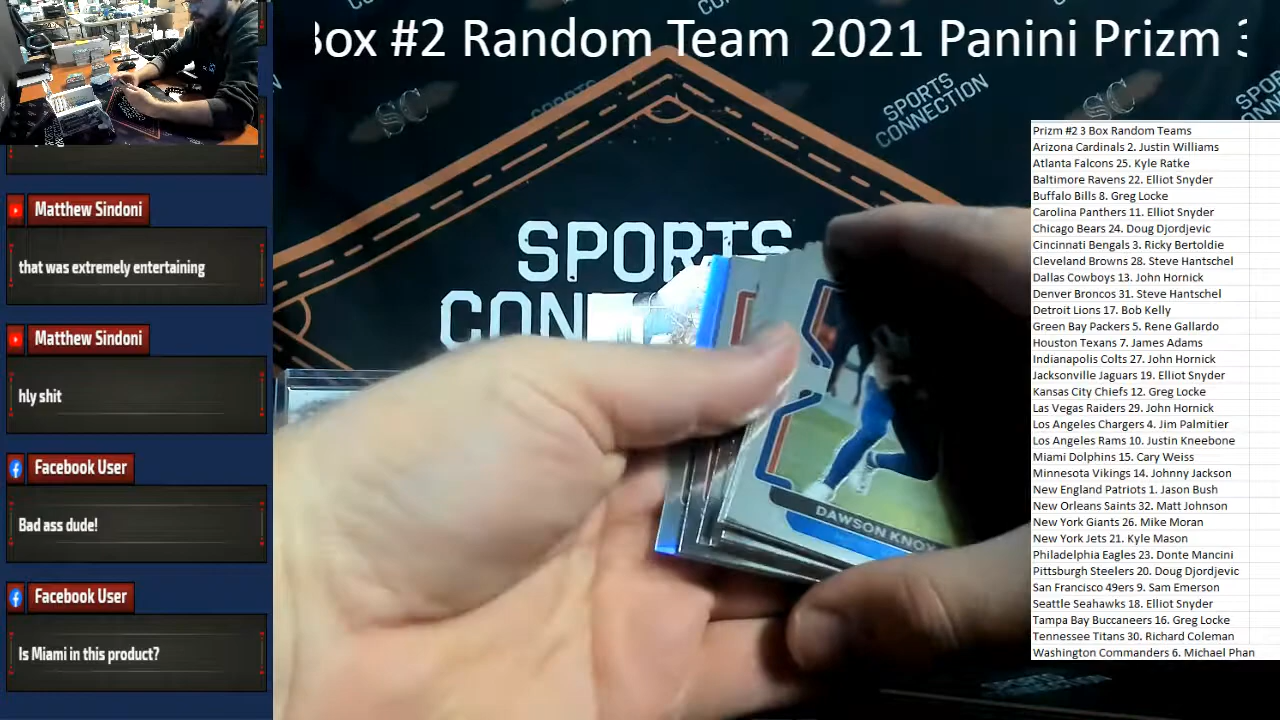 Box #2 Random Team 2021 Panini Prizm
SPORTS
CONNECTION
SC
SC
SPORTS
CON
DAWSON KNOX
Matthew Sindoni
that was extremely entertaining
Matthew Sindoni
hly shit
Facebook User
Bad ass dude!
Facebook User
Is Miami in this product?
Prizm #2 3 Box Random Teams
Arizona Cardinals 2. Justin Williams
Atlanta Falcons 25. Kyle Ratke
Baltimore Ravens 22. Elliot Snyder
Buffalo Bills 8. Greg Locke
Carolina Panthers 11. Elliot Snyder
Chicago Bears 24. Doug Djordjevic
Cincinnati Bengals 3. Ricky Bertoldie
Cleveland Browns 28. Steve Hantschel
Dallas Cowboys 13. John Hornick
Denver Broncos 31. Steve Hantschel
Detroit Lions 17. Bob Kelly
Green Bay Packers 5. Rene Gallardo
Houston Texans 7. James Adams
Indianapolis Colts 27. John Hornick
Jacksonville Jaguars 19. Elliot Snyder
Kansas City Chiefs 12. Greg Locke
Las Vegas Raiders 29. John Hornick
Los Angeles Chargers 4. Jim Palmitier
Los Angeles Rams 10. Justin Kneebone
Miami Dolphins 15. Cary Weiss
Minnesota Vikings 14. Johnny Jackson
New England Patriots 1. Jason Bush
New Orleans Saints 32. Matt Johnson
New York Giants 26. Mike Moran
New York Jets 21. Kyle Mason
Philadelphia Eagles 23. Donte Mancini
Pittsburgh Steelers 20. Doug Djordjevic
San Francisco 49ers 9. Sam Emerson
Seattle Seahawks 18. Elliot Snyder
Tampa Bay Buccaneers 16. Greg Locke
Tennessee Titans 30. Richard Coleman
Washington Commanders 6. Michael Phan